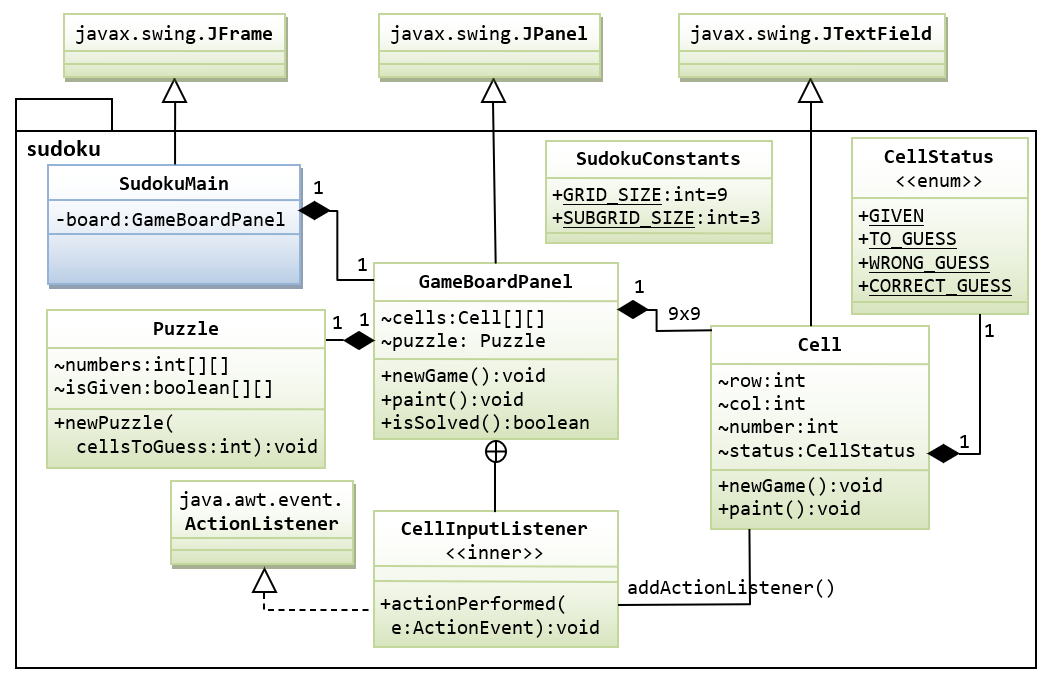 javax.swing.JFrame
javax.swing.JPanel
javax.swing.JTextField
sudoku
SudokuMain
-board:GameBoardPanel
1
1
SudokuConstants
+GRID_SIZE:int=9
+SUBGRID_SIZE:int=3
CellStatus
<<enum>>
+GIVEN
+TO_GUESS
+WRONG_GUESS
+CORRECT_GUESS
GameBoardPanel
~cells:Cell[][]
~puzzle: Puzzle
+newGame():void
+paint():void
+isSolved():boolean
1
9x9
Puzzle
~numbers:int[][]
~isGiven:boolean[][]
+newPuzzle(
cellsToGuess:int):void
1
1
Cell
~row:int
~col:int
~number:int
~status:CellStatus
+newGame():void
+paint():void
1
1
java.awt.event.
ActionListener
CellInputListener
<<inner>>
+actionPerformed(
e:ActionEvent):void
addActionListener()